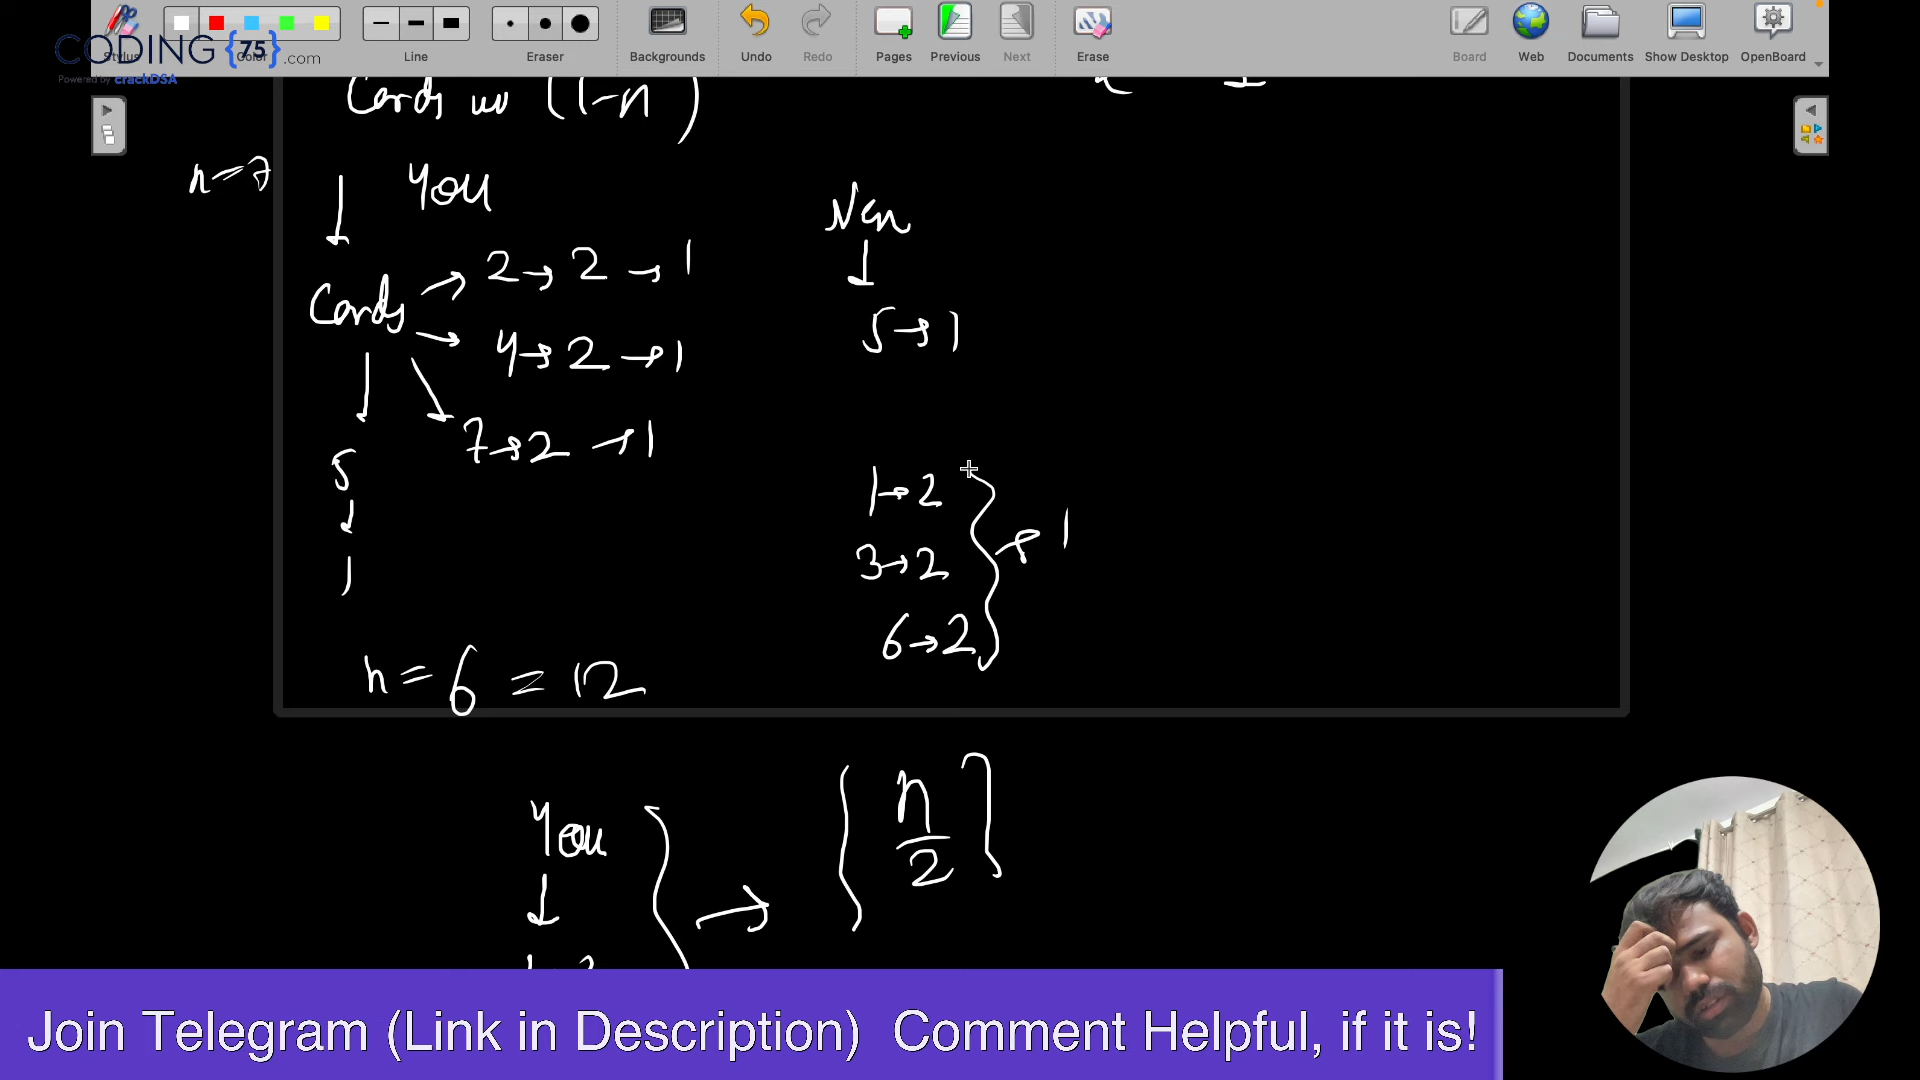 Line
Eraser
Backgrounds
Undo
Redo
Pages
Previous
Next
Erase
Board
Web
Documents
Show Desktop
OpenBoard
CODING {75} .com
Powered by crackDSA
Cards (1-n)
n=7
You
Cards → 2→2→1
→ 4→2→1
7→2→1
5
↓
1
n=6=12
5→1
1→2
3→2
6→2
→ 1
You
↓
→
n
2
Join Telegram (Link in Description) Comment Helpful, if it is!